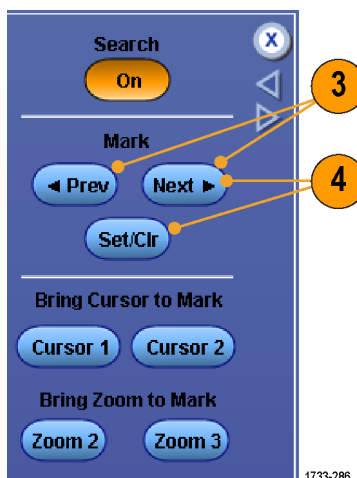 Search
X
On
3
Mark
◄ Prev Next ►
4
Set/Clr
Bring Cursor to Mark
Cursor 1 Cursor 2
Bring Zoom to Mark
Zoom 2 Zoom 3
1733-286